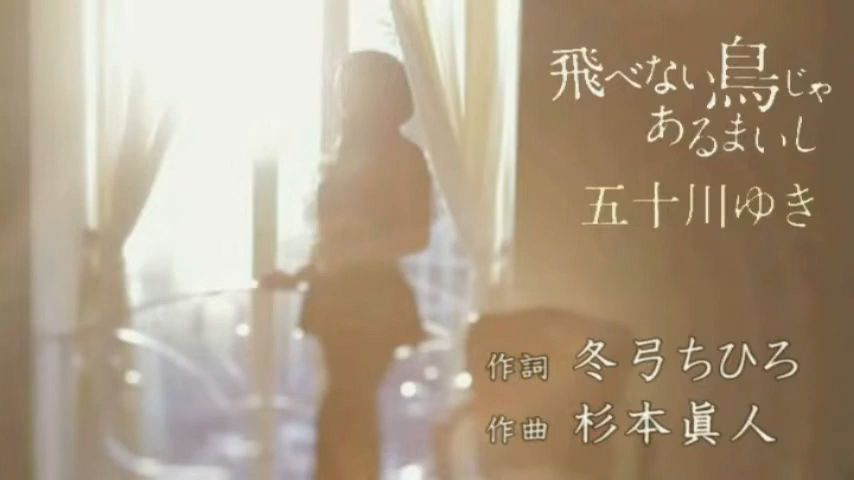 飛べない鳥じゃ
あるまいし
五十川ゆき
作詞 冬弓ちひろ
作曲 杉本眞人